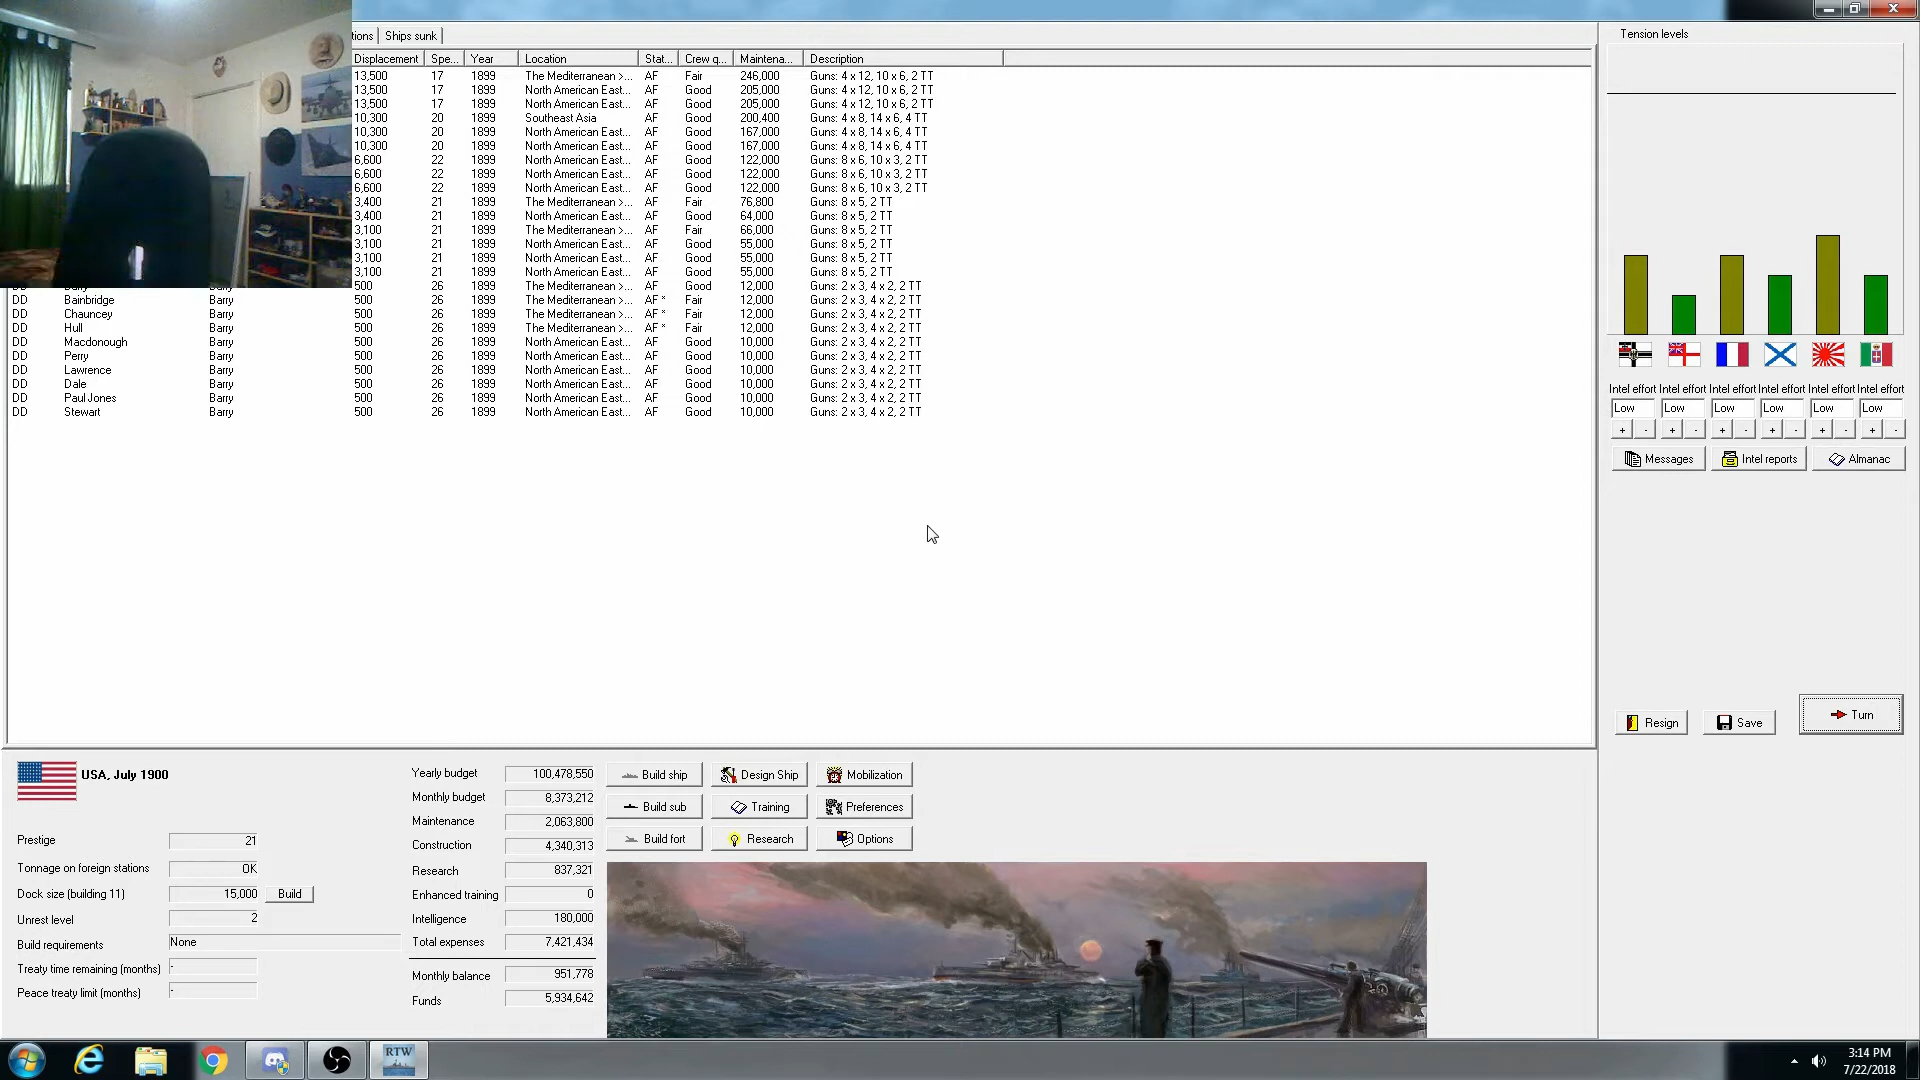 tions Ships sunk
Tension levels
Displacement Spe... Year Location Stat... Crew q... Maintena... Description
13,500 17 1899 The Mediterranean >... AF Fair 246,000 Guns: 4 x 12, 10 x 6, 2 TT
13,500 17 1899 North American East... AF Good 205,000 Guns: 4 x 12, 10 x 6, 2 TT
13,500 17 1899 North American East... AF Good 205,000 Guns: 4 x 12, 10 x 6, 2 TT
10,300 20 1899 Southeast Asia AF Good 200,400 Guns: 4 x 8, 14 x 6, 4 TT
10,300 20 1899 North American East... AF Good 167,000 Guns: 4 x 8, 14 x 6, 4 TT
10,300 20 1899 North American East... AF Good 167,000 Guns: 4 x 8, 14 x 6, 4 TT
6,600 22 1899 North American East... AF Good 122,000 Guns: 8 x 6, 10 x 3, 2 TT
6,600 22 1899 North American East... AF Good 122,000 Guns: 8 x 6, 10 x 3, 2 TT
6,600 22 1899 North American East... AF Good 122,000 Guns: 8 x 6, 10 x 3, 2 TT
3,400 21 1899 The Mediterranean >... AF Fair 76,800 Guns: 8 x 5, 2 TT
3,400 21 1899 North American East... AF Good 64,000 Guns: 8 x 5, 2 TT
3,100 21 1899 The Mediterranean >... AF Fair 66,000 Guns: 8 x 5, 2 TT
3,100 21 1899 North American East... AF Good 55,000 Guns: 8 x 5, 2 TT
3,100 21 1899 North American East... AF Good 55,000 Guns: 8 x 5, 2 TT
3,100 21 1899 North American East... AF Good 55,000 Guns: 8 x 5, 2 TT
DD Barry Barry 500 26 1899 The Mediterranean >... AF Good 12,000 Guns: 2 x 3, 4 x 2, 2 TT
DD Bainbridge Barry 500 26 1899 The Mediterranean >... AF * Fair 12,000 Guns: 2 x 3, 4 x 2, 2 TT
DD Chauncey Barry 500 26 1899 The Mediterranean >... AF * Fair 12,000 Guns: 2 x 3, 4 x 2, 2 TT
DD Hull Barry 500 26 1899 The Mediterranean >... AF * Fair 12,000 Guns: 2 x 3, 4 x 2, 2 TT
DD Macdonough Barry 500 26 1899 North American East... AF Good 10,000 Guns: 2 x 3, 4 x 2, 2 TT
DD Perry Barry 500 26 1899 North American East... AF Good 10,000 Guns: 2 x 3, 4 x 2, 2 TT
DD Lawrence Barry 500 26 1899 North American East... AF Good 10,000 Guns: 2 x 3, 4 x 2, 2 TT
DD Dale Barry 500 26 1899 North American East... AF Good 10,000 Guns: 2 x 3, 4 x 2, 2 TT
DD Paul Jones Barry 500 26 1899 North American East... AF Good 10,000 Guns: 2 x 3, 4 x 2, 2 TT
DD Stewart Barry 500 26 1899 North American East... AF Good 10,000 Guns: 2 x 3, 4 x 2, 2 TT
Intel effort Intel effort Intel effort Intel effort Intel effort Intel effort
Low Low Low Low Low Low
+ - + - + - + - + - + -
Messages Intel reports Almanac
Resign Save Turn
USA, July 1900
Prestige 21
Tonnage on foreign stations OK
Dock size (building 11) 15,000 Build
Unrest level 2
Build requirements None
Treaty time remaining (months) -
Peace treaty limit (months) -
Yearly budget 100,478,550
Monthly budget 8,373,212
Maintenance 2,063,800
Construction 4,340,313
Research 837,321
Enhanced training 0
Intelligence 180,000
Total expenses 7,421,434
Monthly balance 951,778
Funds 5,934,642
Build ship Design Ship Mobilization
Build sub Training Preferences
Build fort Research Options
RTW
3:14 PM
7/22/2018